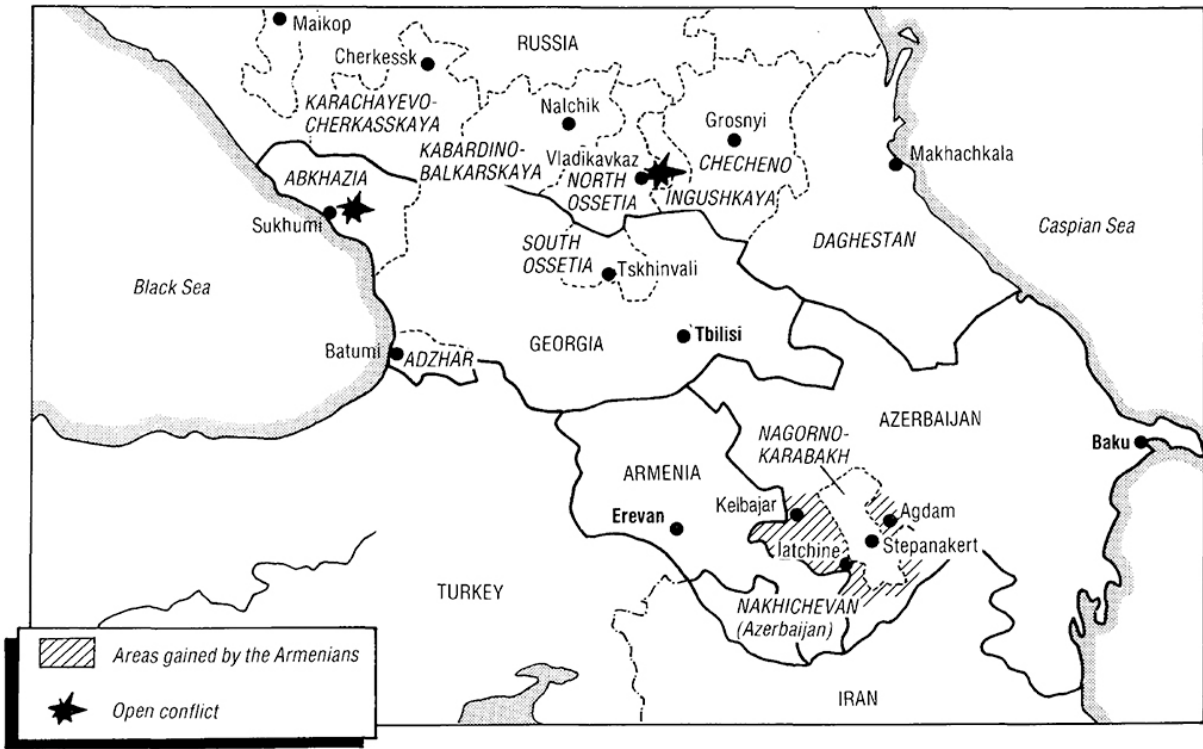 Maikop
RUSSIA
Cherkessk
KARACHAYEVO-
CHERKASSKAYA
Nalchik
Grosnyi
KABARDINO-
BALKARSKAYA
Vladikavkaz
NORTH
OSSETIA
CHECHENO
INGUSHKAYA
Makhachkala
ABKHAZIA
Sukhumi
SOUTH
OSSETIA
Tskhinvali
DAGHESTAN
Caspian Sea
Black Sea
Batumi
ADZHAR
GEORGIA
Tbilisi
AZERBAIJAN
Baku
NAGORNO-
KARABAKH
ARMENIA
Kelbajar
Agdam
Erevan
Stepanakert
latchine
TURKEY
NAKHICHEVAN
(Azerbaijan)
IRAN
Areas gained by the Armenians
Open conflict